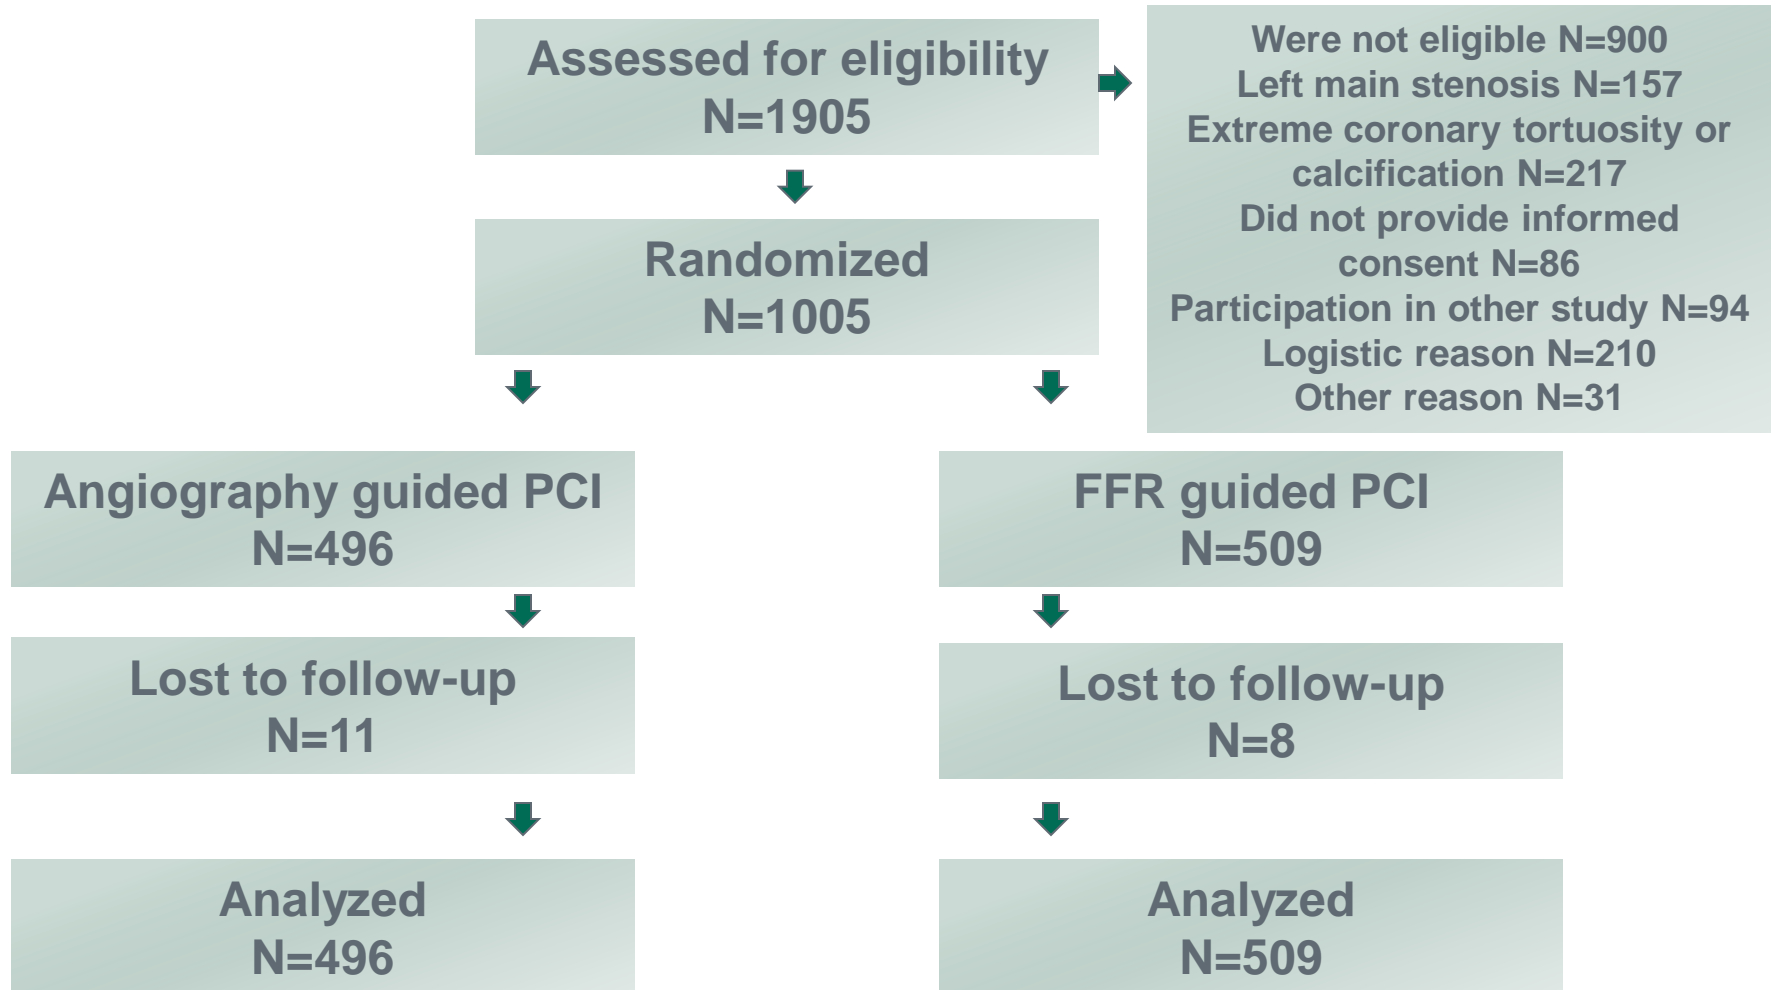 Assessed for eligibility
N=1905
Were not eligible N=900
Left main stenosis N=157
Extreme coronary tortuosity or
calcification N=217
Did not provide informed
consent N=86
Participation in other study N=94
Logistic reason N=210
Other reason N=31
Randomized
N=1005
Angiography guided PCI
N=496
FFR guided PCI
N=509
Lost to follow-up
N=11
Lost to follow-up
N=8
Analyzed
N=496
Analyzed
N=509